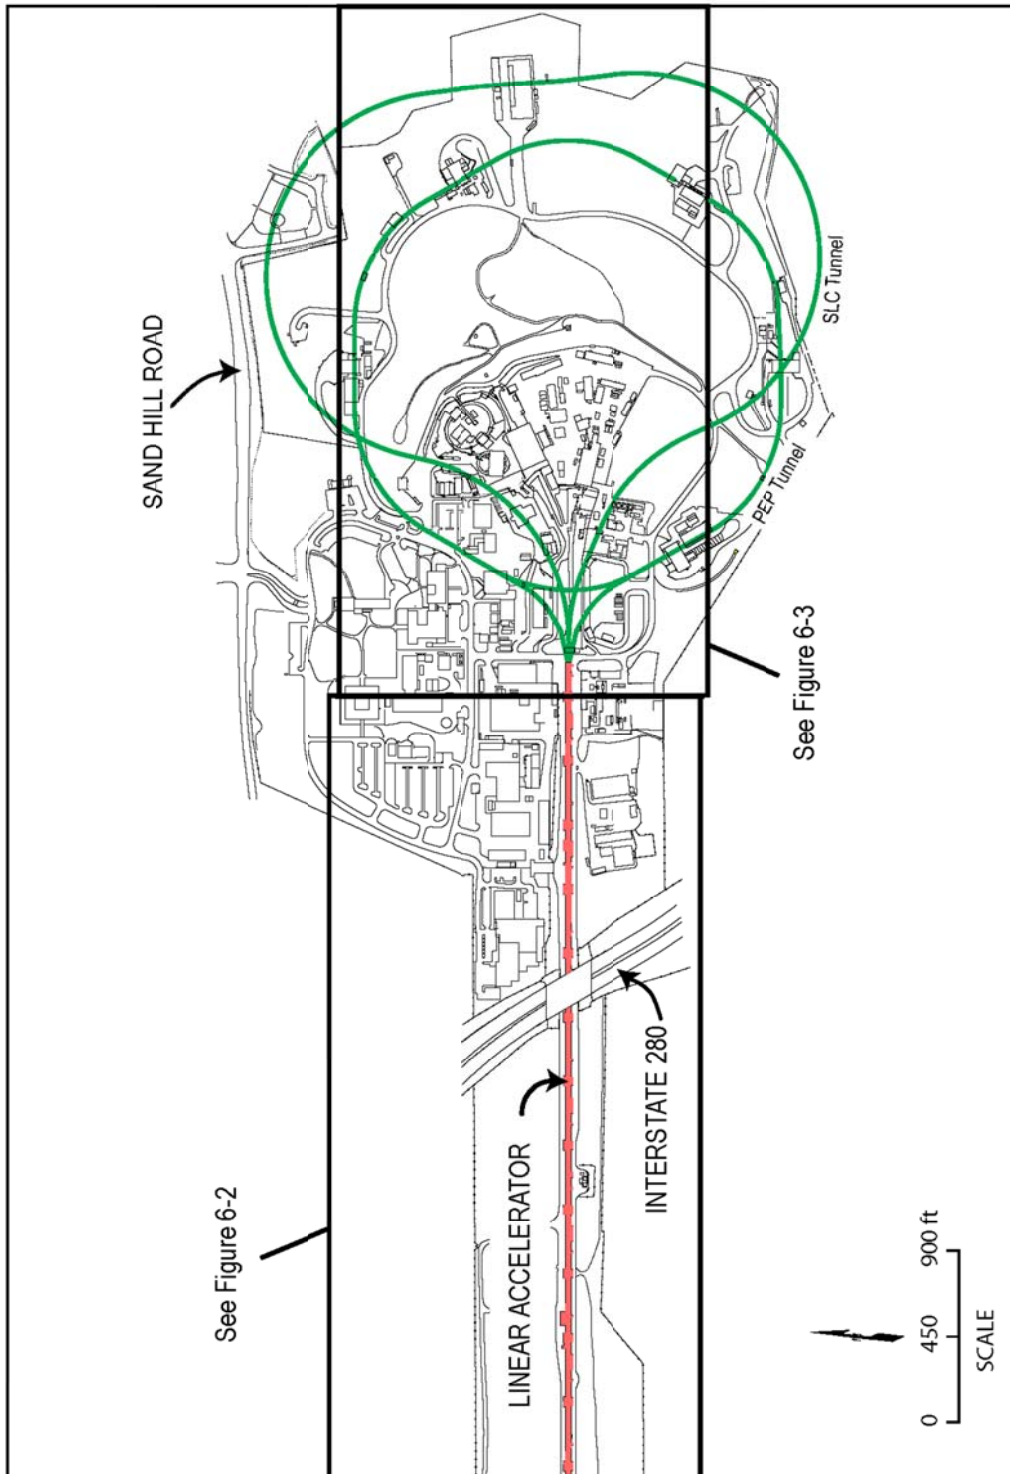 SAND HILL ROAD
SLC Tunnel
PEP Tunnel
See Figure 6-3
INTERSTATE 280
LINEAR ACCELERATOR
See Figure 6-2
0 450 900 ft
SCALE